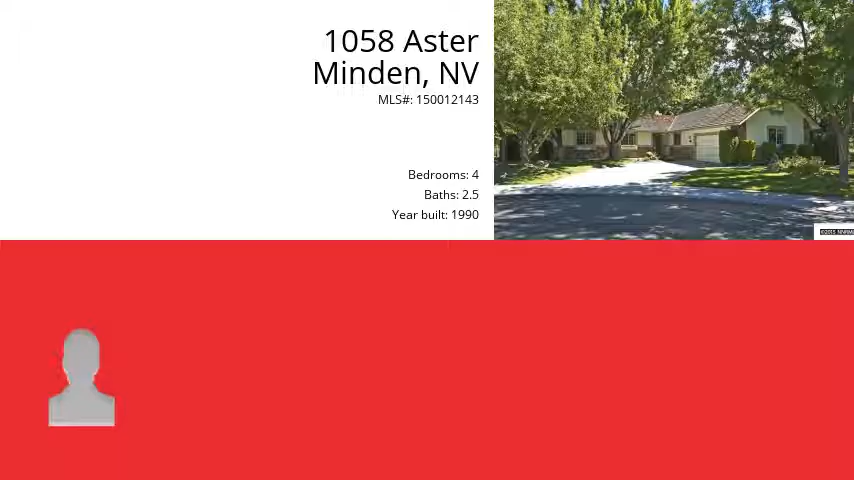 1058 Aster
Minden, NV
MLS#: 150012143
Bedrooms: 4
Baths: 2.5
Year built: 1990